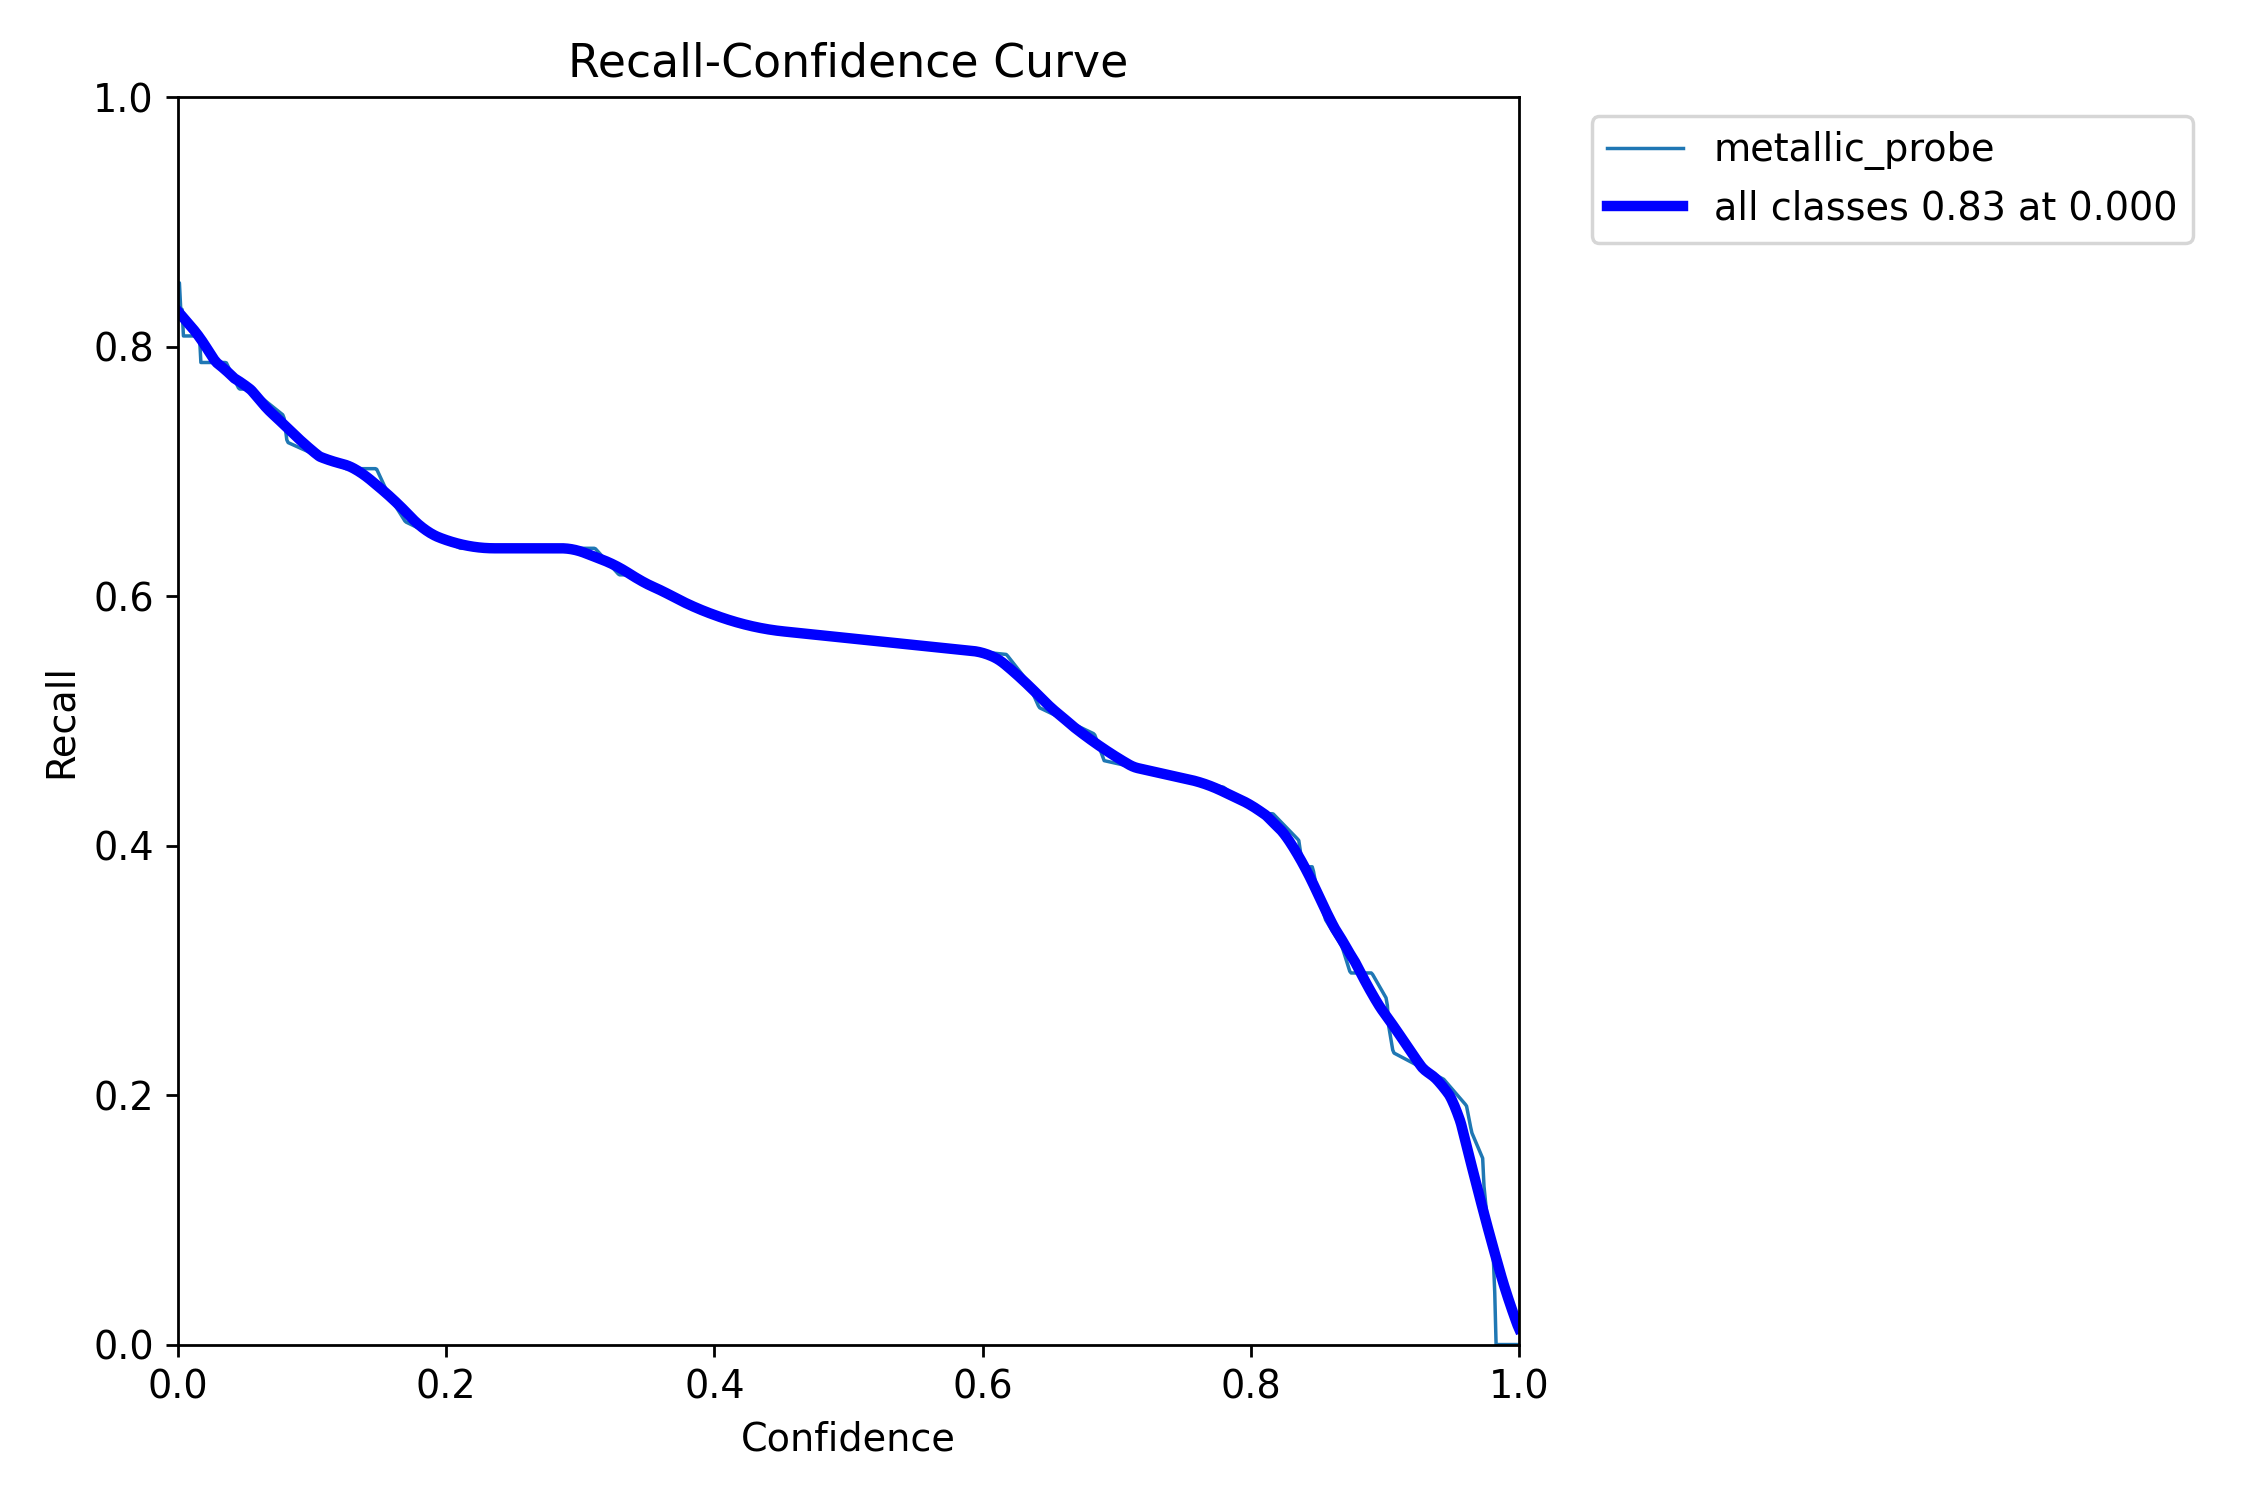 Recall-Confidence Curve
1.0
0.8
0.6
0.4
0.2
0.0
Recall
0.0 0.2 0.4 0.6 0.8 1.0
Confidence
metallic_probe
all classes 0.83 at 0.000